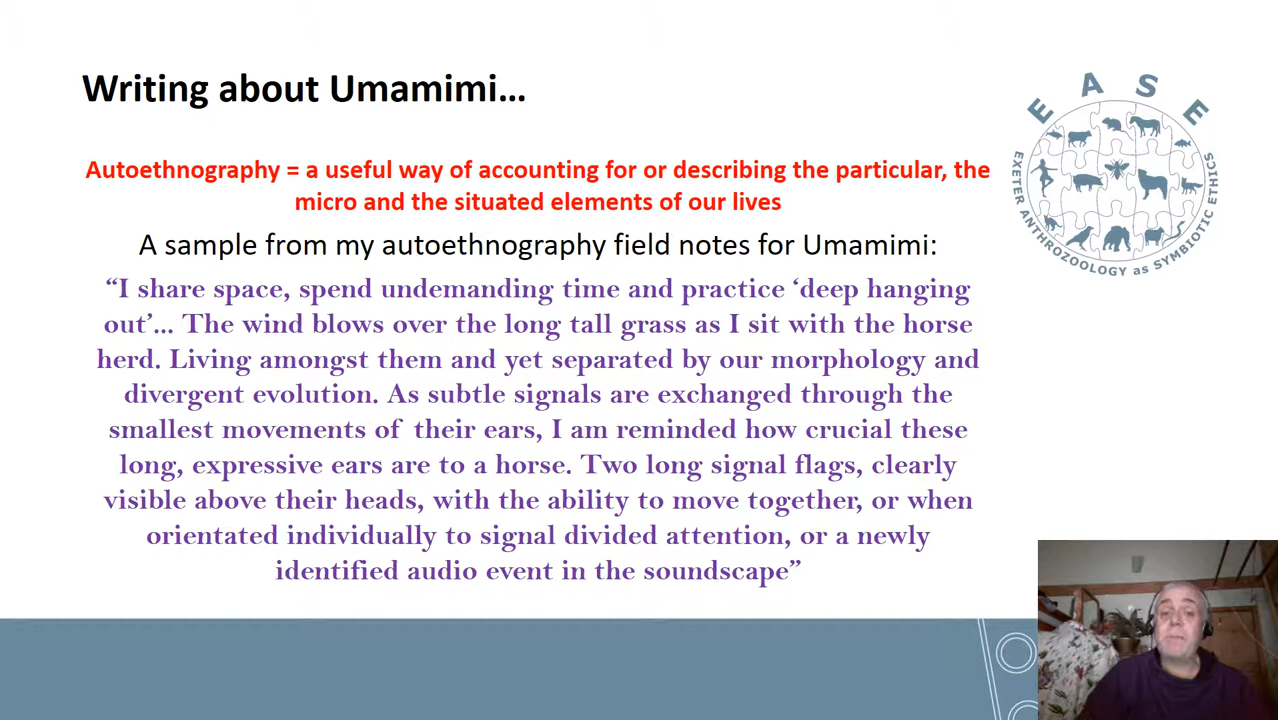 Writing about Umamimi...
Autoethnography = a useful way of accounting for or describing the particular, the
micro and the situated elements of our lives
A sample from my autoethnography field notes for Umamimi:
“I share space, spend undemanding time and practice ‘deep hanging
out’... The wind blows over the long tall grass as I sit with the horse
herd. Living amongst them and yet separated by our morphology and
divergent evolution. As subtle signals are exchanged through the
smallest movements of their ears, I am reminded how crucial these
long, expressive ears are to a horse. Two long signal flags, clearly
visible above their heads, with the ability to move together, or when
orientated individually to signal divided attention, or a newly
identified audio event in the soundscape”
E A S E
EXETER ANTHROZOOLOGY as SYMBIOTIC ETHICS